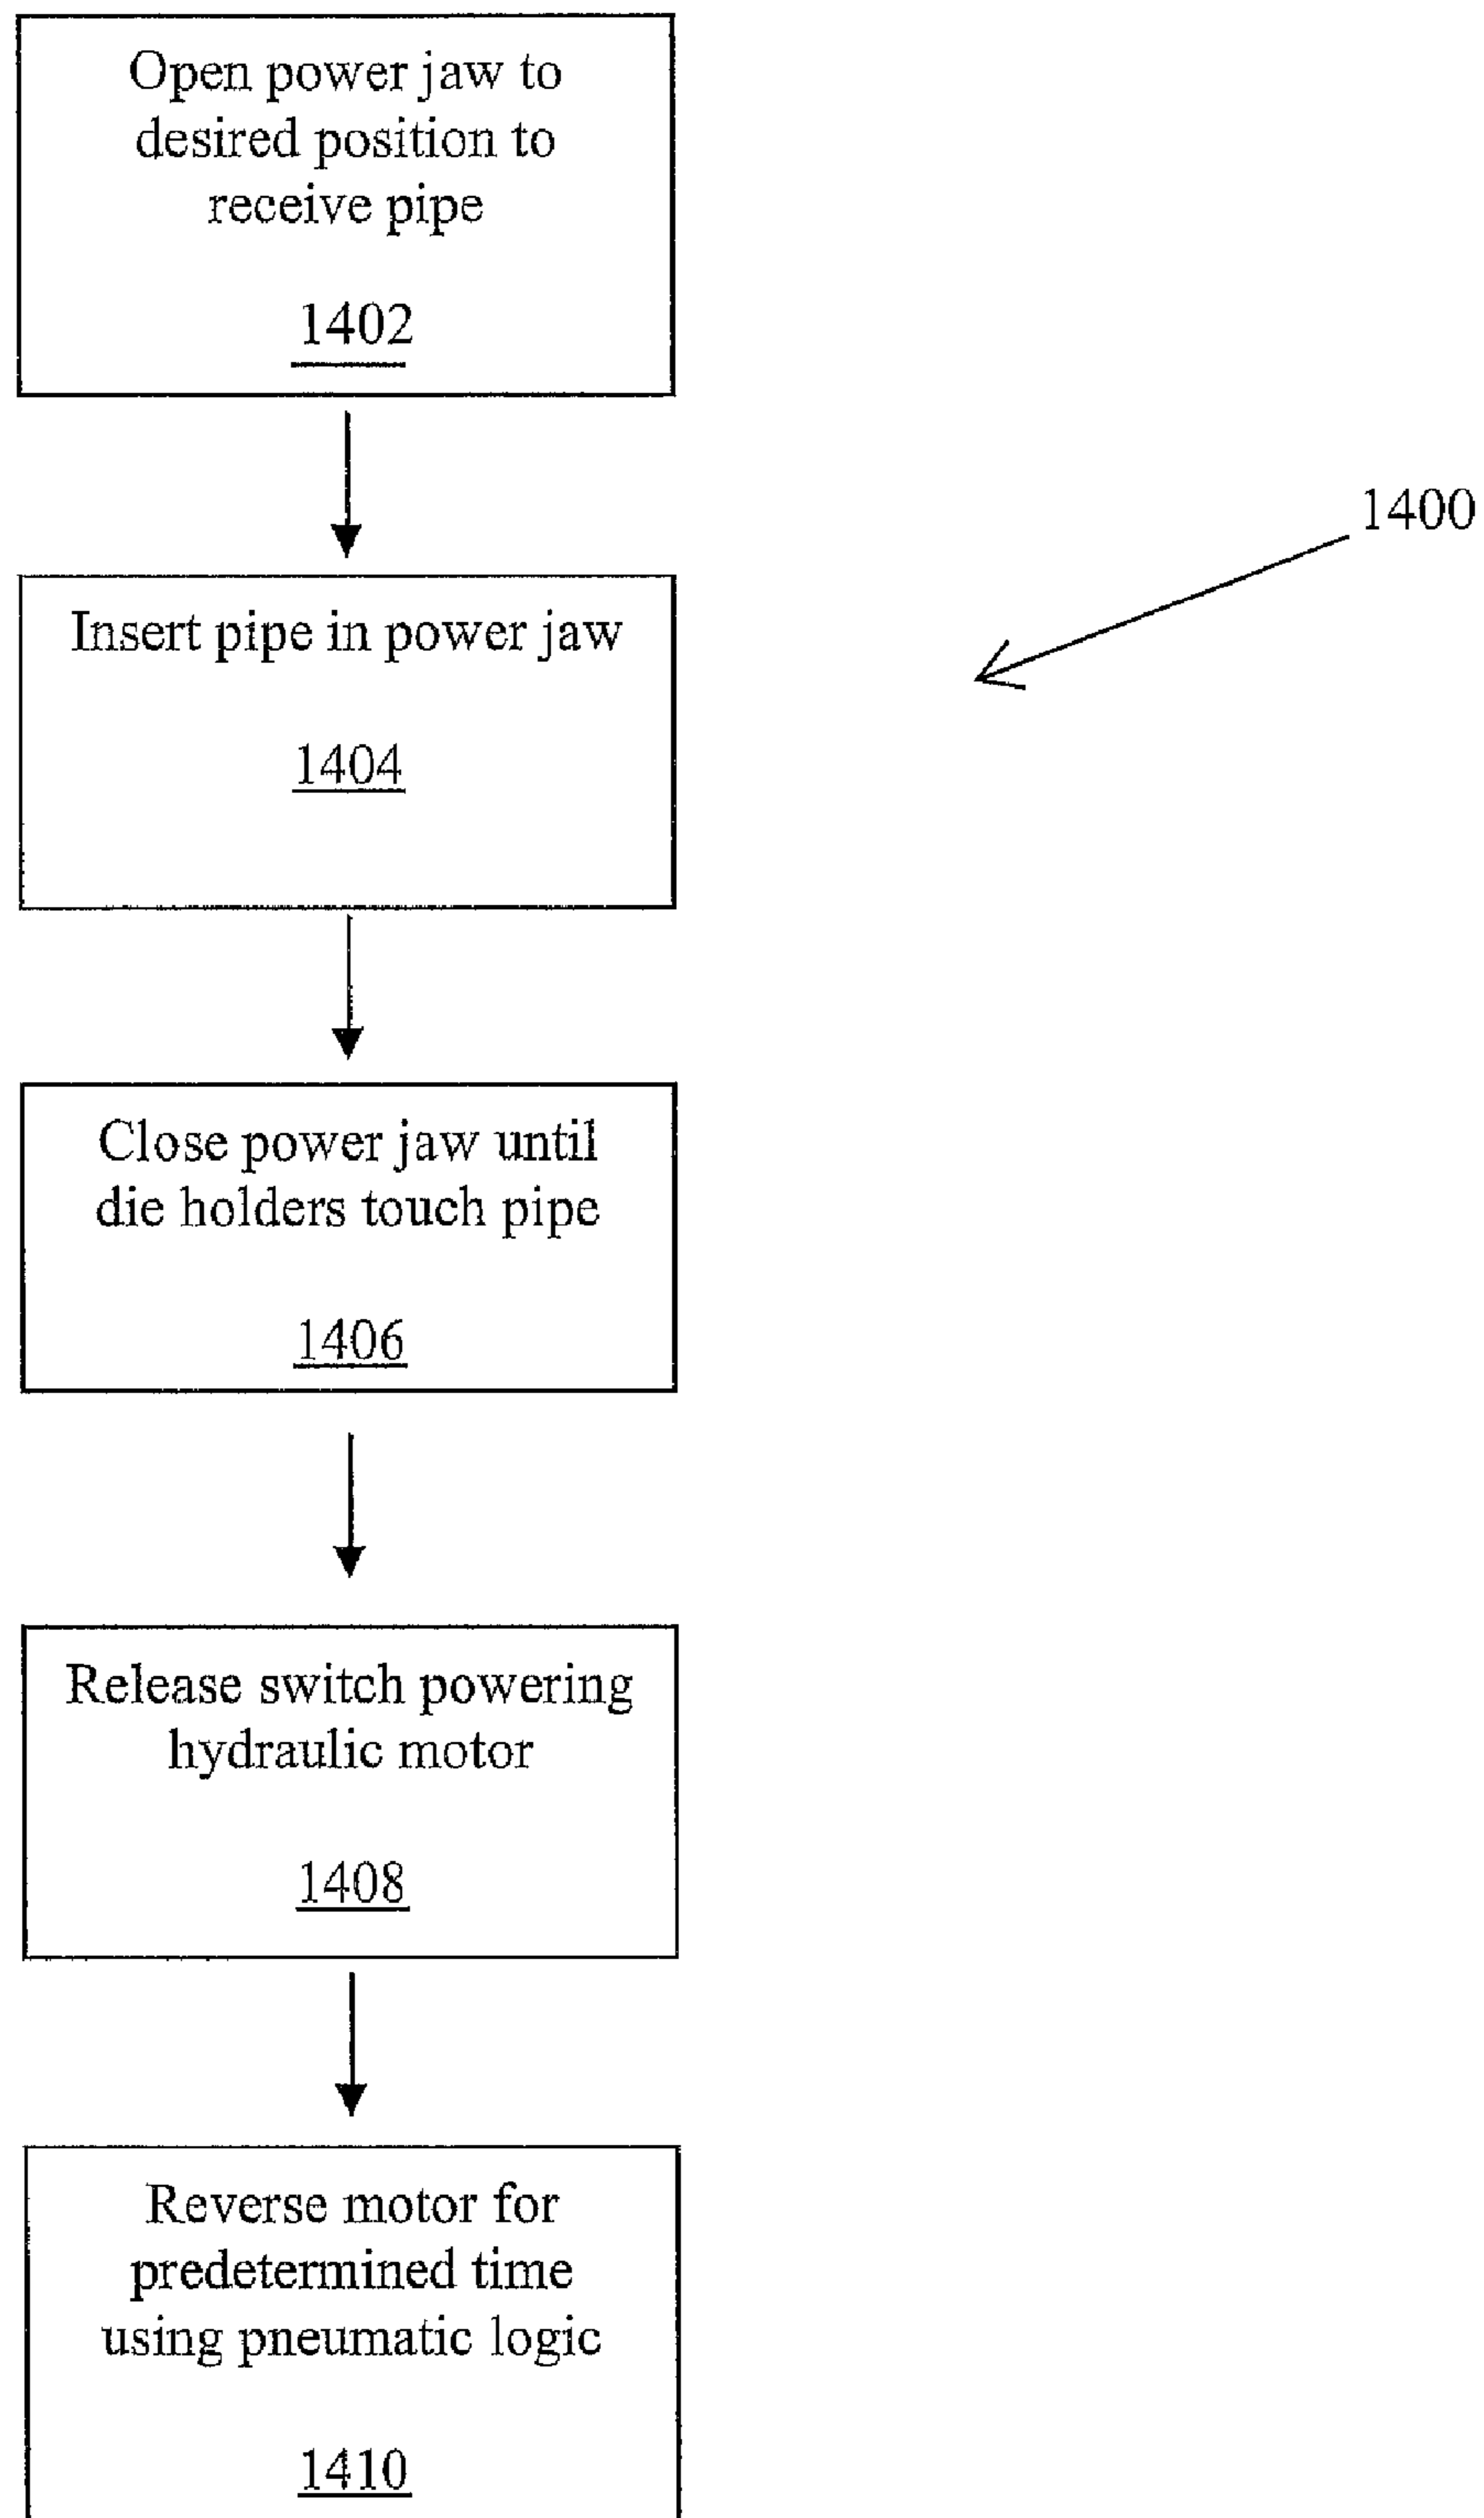 Open power jaw to
desired position to
receive pipe
1402
1400
Insert pipe in power jaw
1404
Close power jaw until
die holders touch pipe
1406
Release switch powering
hydraulic motor
1408
Reverse motor for
predetermined time
using pneumatic logic
1410